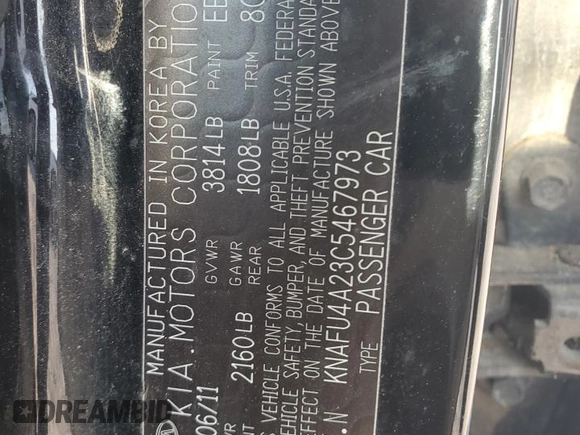 MANUFACTURED IN KOREA BY
KIA MOTORS CORPORATIO
06/11 GVWR 3814LB PAINT
GAWR
2160LB REAR 1808LB TRIM
VEHICLE CONFORMS TO ALL APPLICABLE U.S.A. FEDERA
VEHICLE SAFETY, BUMPER, AND THEFT PREVENTION STANDA
EFFECT ON THE DATE OF MANUFACTURE SHOWN ABOVE
KNAFU4A23C5467973
TYPE PASSENGER CAR
DREAMBID